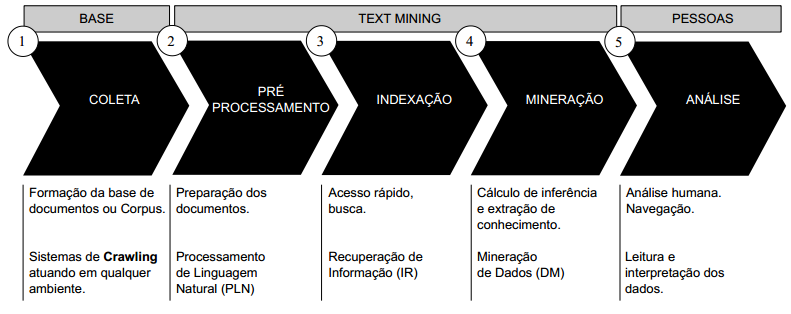 BASE
TEXT MINING
PESSOAS
1
2
3
4
5
COLETA
PRÉ
PROCESSAMENTO
INDEXAÇÃO
MINERAÇÃO
ANÁLISE
Formação da base de
documentos ou Corpus.
Sistemas de Crawling
atuando em qualquer
ambiente.
Preparação dos
documentos.
Processamento
de Linguagem
Natural (PLN)
Acesso rápido,
busca.
Recuperação de
Informação (IR)
Cálculo de inferência
e extração de
conhecimento.
Mineração
de Dados (DM)
Análise humana.
Navegação.
Leitura e
interpretação dos
dados.